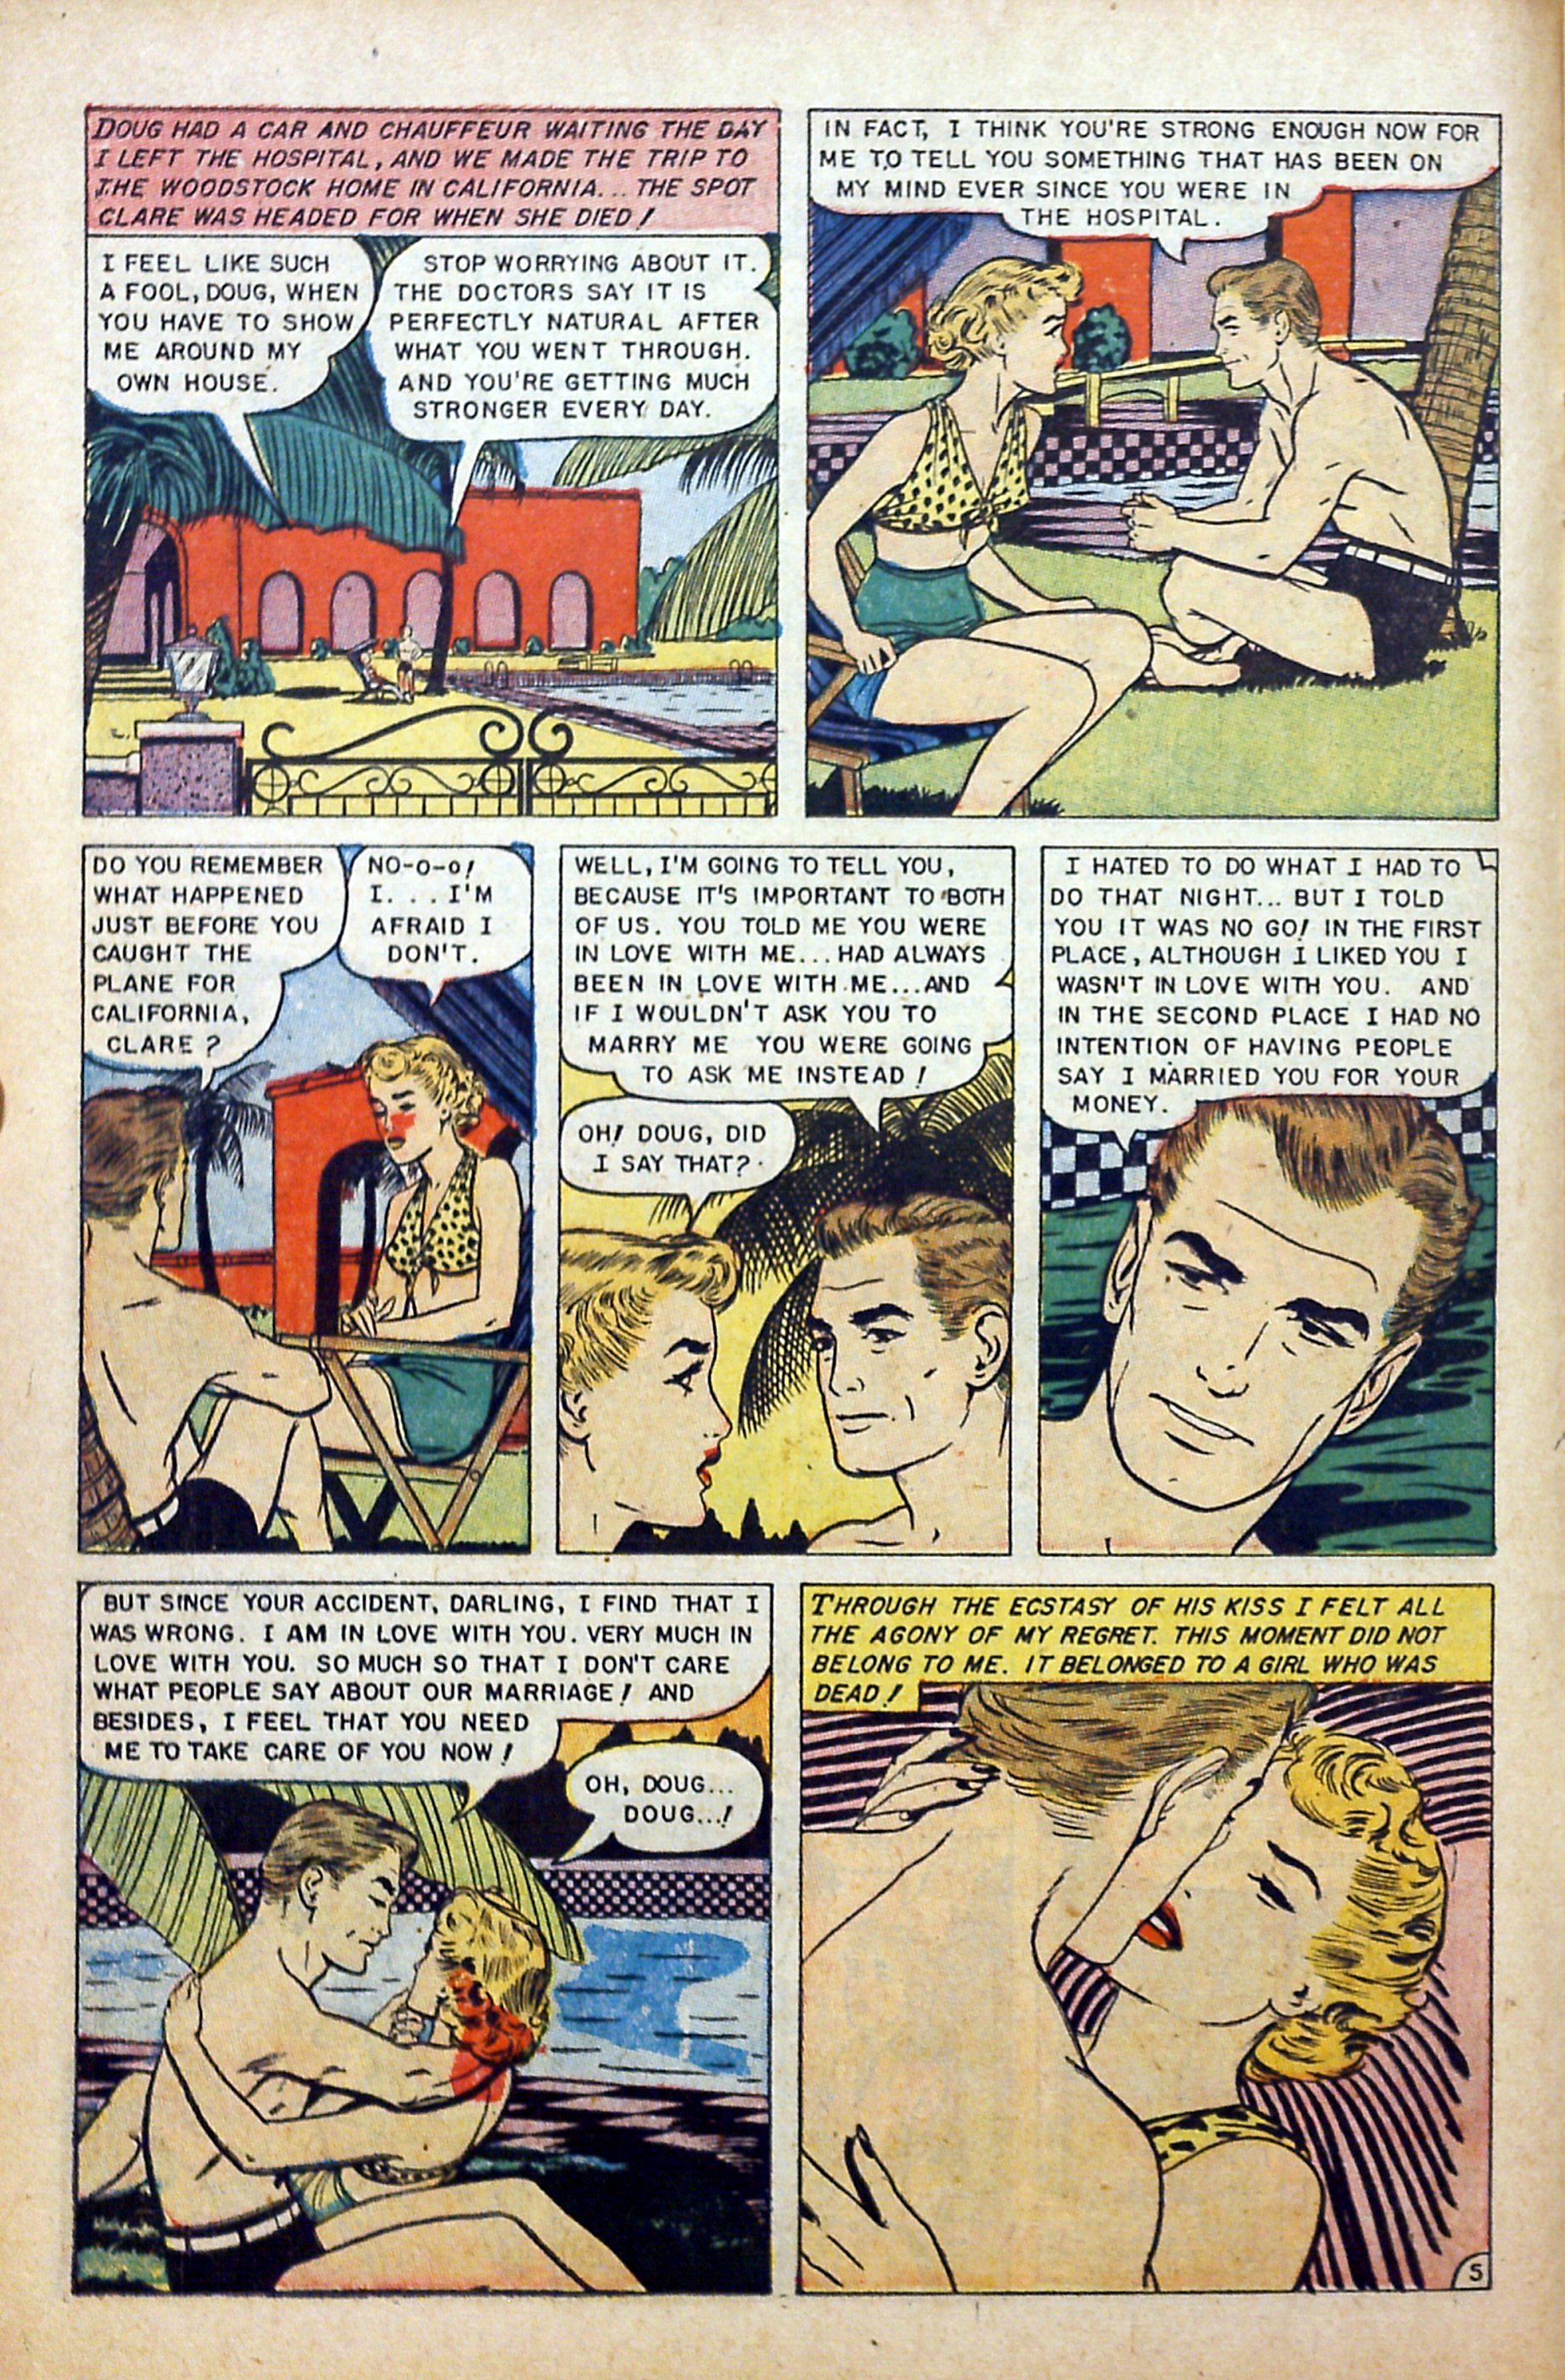 DOUG HAD A CAR AND CHAUFFEUR WAITING THE DAY
I LEFT THE HOSPITAL, AND WE MADE THE TRIP TO
THE WOODSTOCK HOME IN CALIFORNIA... THE SPOT
CLARE WAS HEADED FOR WHEN SHE DIED!
I FEEL LIKE SUCH
A FOOL, DOUG, WHEN
YOU HAVE TO SHOW
ME AROUND MY
OWN HOUSE.
STOP WORRYING ABOUT IT.
THE DOCTORS SAY IT IS
PERFECTLY NATURAL AFTER
WHAT YOU WENT THROUGH.
AND YOU'RE GETTING MUCH
STRONGER EVERY DAY.
IN FACT, I THINK YOU'RE STRONG ENOUGH NOW FOR
ME TO TELL YOU SOMETHING THAT HAS BEEN ON
MY MIND EVER SINCE YOU WERE IN
THE HOSPITAL.
DO YOU REMEMBER
WHAT HAPPENED
JUST BEFORE YOU
CAUGHT THE
PLANE FOR
CALIFORNIA,
CLARE?
NO-O-O!
I... I'M
AFRAID I
DON'T.
WELL, I'M GOING TO TELL YOU,
BECAUSE IT'S IMPORTANT TO BOTH
OF US. YOU TOLD ME YOU WERE
IN LOVE WITH ME... HAD ALWAYS
BEEN IN LOVE WITH ME...AND
IF I WOULDN'T ASK YOU TO
MARRY ME YOU WERE GOING
TO ASK ME INSTEAD!
OH! DOUG, DID
I SAY THAT?
I HATED TO DO WHAT I HAD TO
DO THAT NIGHT... BUT I TOLD
YOU IT WAS NO GO! IN THE FIRST
PLACE, ALTHOUGH I LIKED YOU I
WASN'T IN LOVE WITH YOU. AND
IN THE SECOND PLACE I HAD NO
INTENTION OF HAVING PEOPLE
SAY I MARRIED YOU FOR YOUR
MONEY.
BUT SINCE YOUR ACCIDENT, DARLING, I FIND THAT I
WAS WRONG. I AM IN LOVE WITH YOU. VERY MUCH IN
LOVE WITH YOU. SO MUCH SO THAT I DON'T CARE
WHAT PEOPLE SAY ABOUT OUR MARRIAGE! AND
BESIDES, I FEEL THAT YOU NEED
ME TO TAKE CARE OF YOU NOW!
OH, DOUG...
DOUG...!
THROUGH THE ECSTASY OF HIS KISS I FELT ALL
THE AGONY OF MY REGRET. THIS MOMENT DID NOT
BELONG TO ME. IT BELONGED TO A GIRL WHO WAS
DEAD!
5